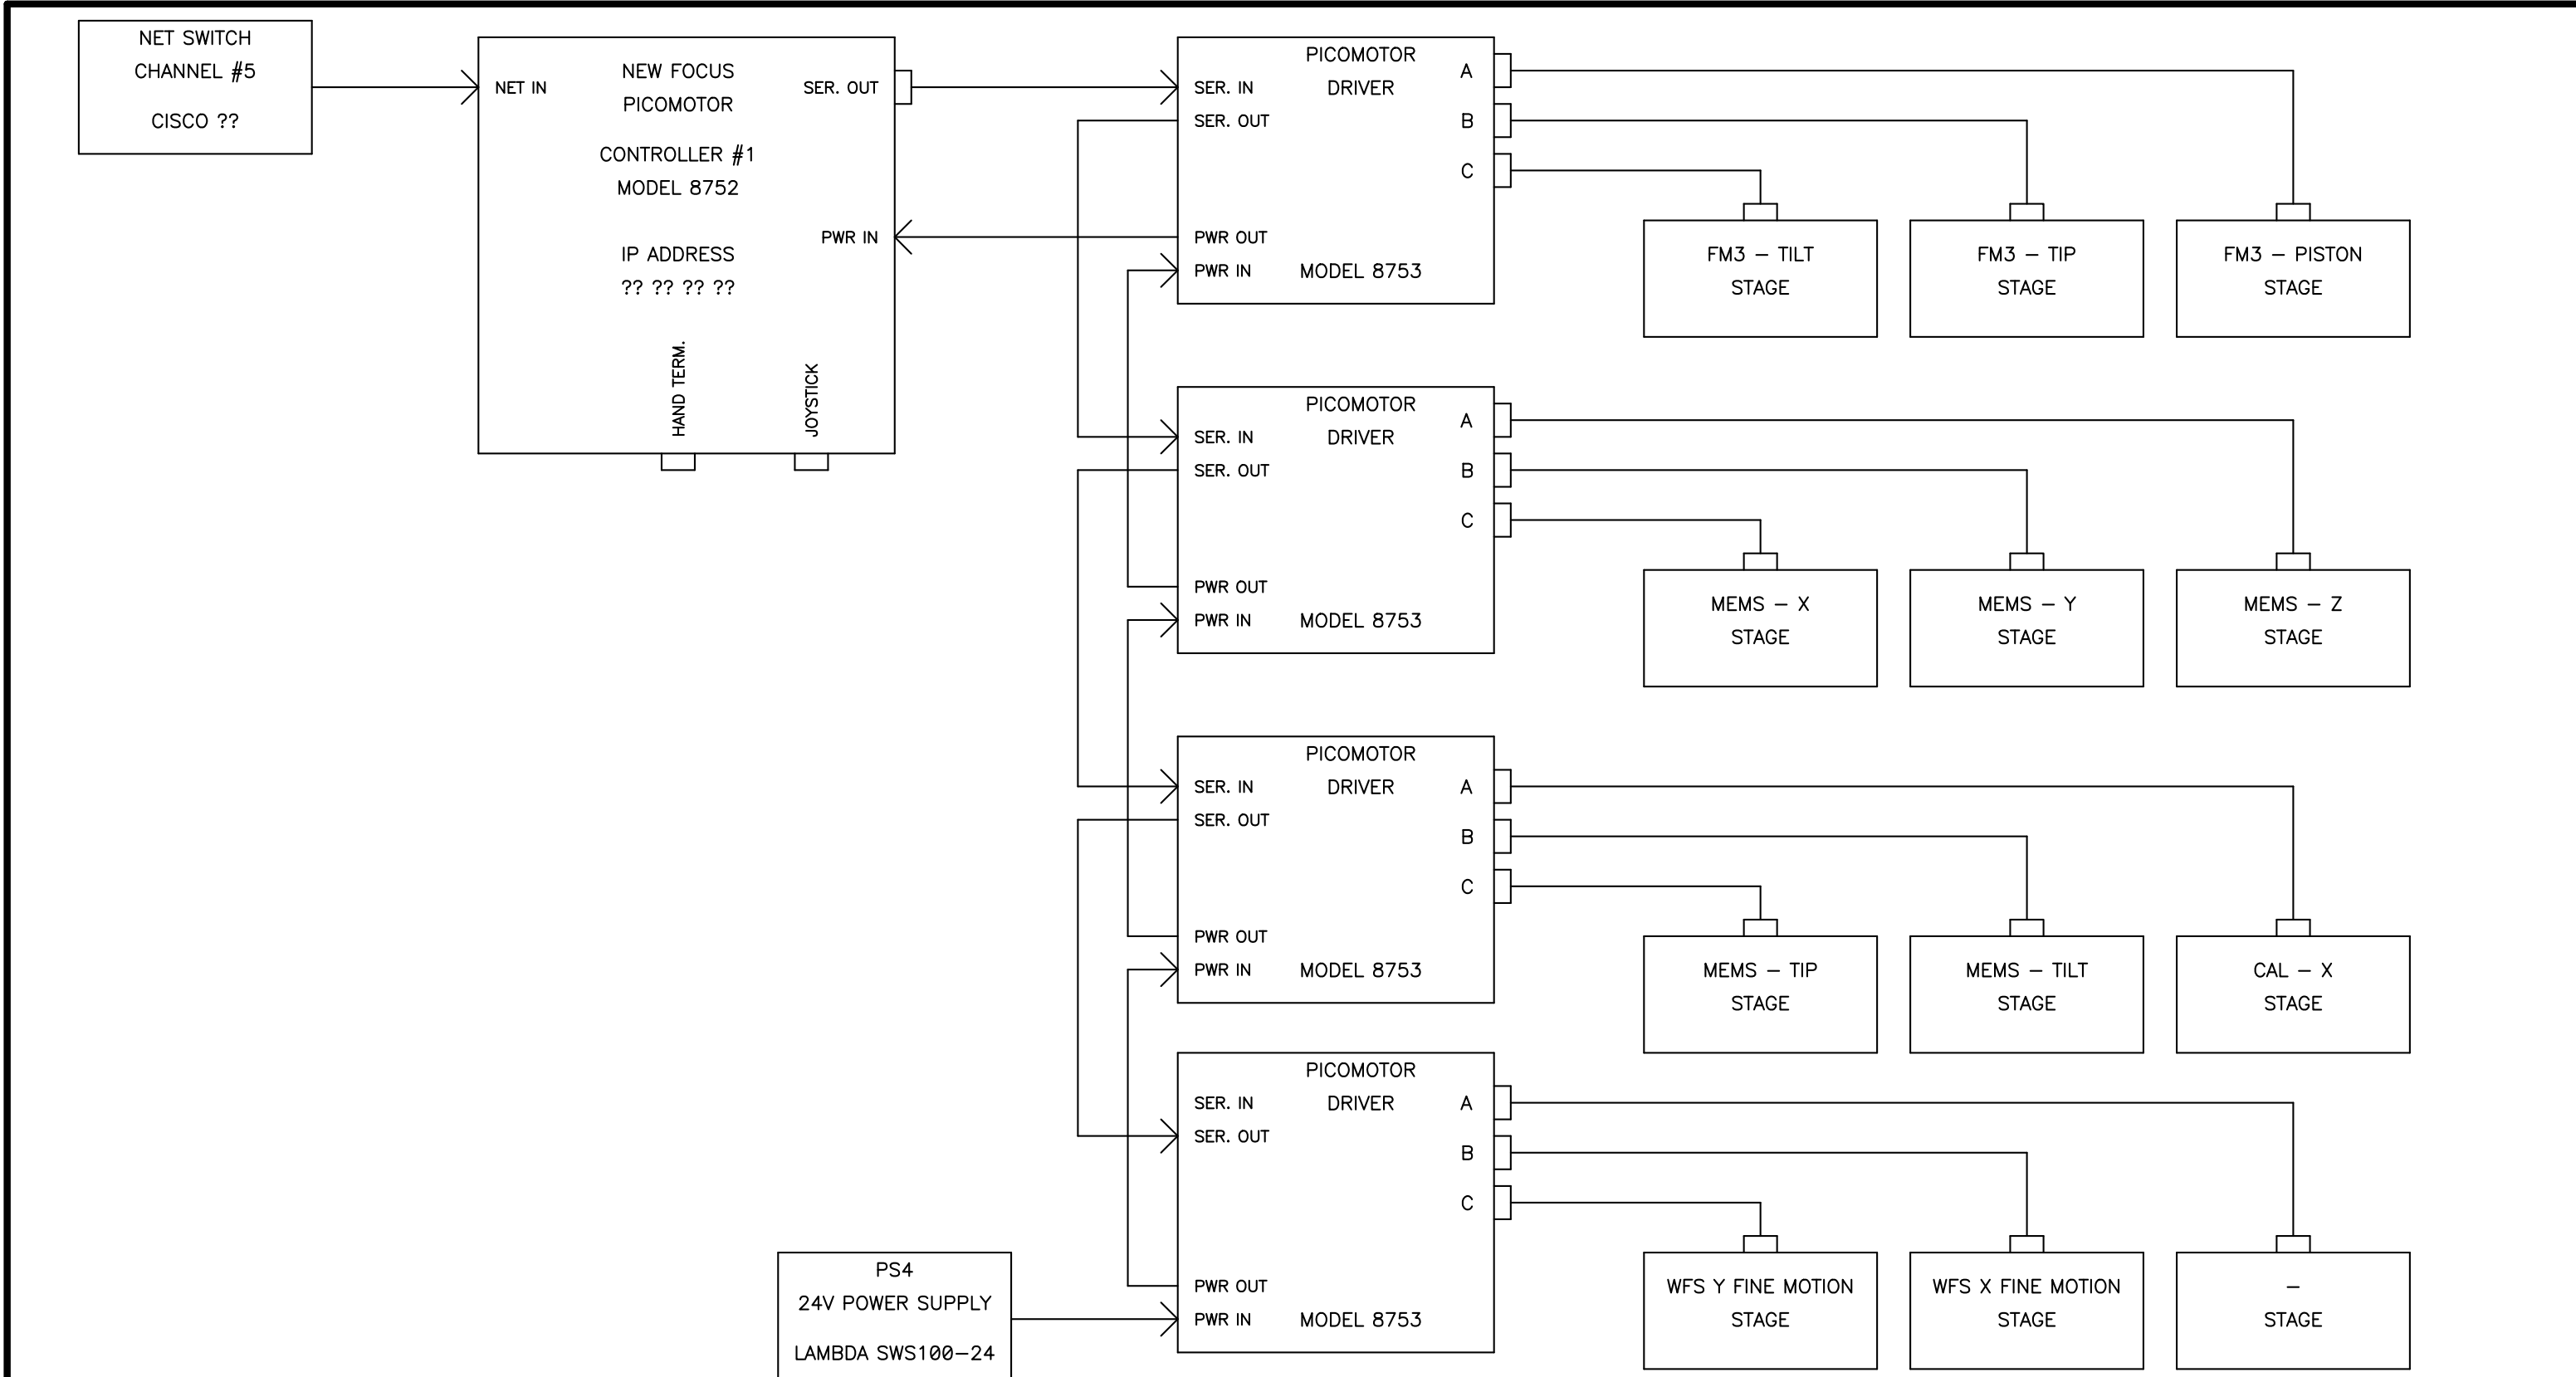 NET SWITCH
CHANNEL #5
CISCO ??
NET IN
NEW FOCUS
PICOMOTOR
CONTROLLER #1
MODEL 8752
IP ADDRESS
?? ?? ?? ??
SER. OUT
PWR IN
HAND TERM.
JOYSTICK
PICOMOTOR
DRIVER
SER. IN
SER. OUT
PWR OUT
PWR IN
MODEL 8753
A
B
C
FM3 – TILT
STAGE
FM3 – TIP
STAGE
FM3 – PISTON
STAGE
PICOMOTOR
DRIVER
SER. IN
SER. OUT
PWR OUT
PWR IN
MODEL 8753
A
B
C
MEMS – X
STAGE
MEMS – Y
STAGE
MEMS – Z
STAGE
PICOMOTOR
DRIVER
SER. IN
SER. OUT
PWR OUT
PWR IN
MODEL 8753
A
B
C
MEMS – TIP
STAGE
MEMS – TILT
STAGE
CAL – X
STAGE
PICOMOTOR
DRIVER
SER. IN
SER. OUT
PWR OUT
PWR IN
MODEL 8753
A
B
C
WFS Y FINE MOTION
STAGE
WFS X FINE MOTION
STAGE
–
STAGE
PS4
24V POWER SUPPLY
LAMBDA SWS100–24